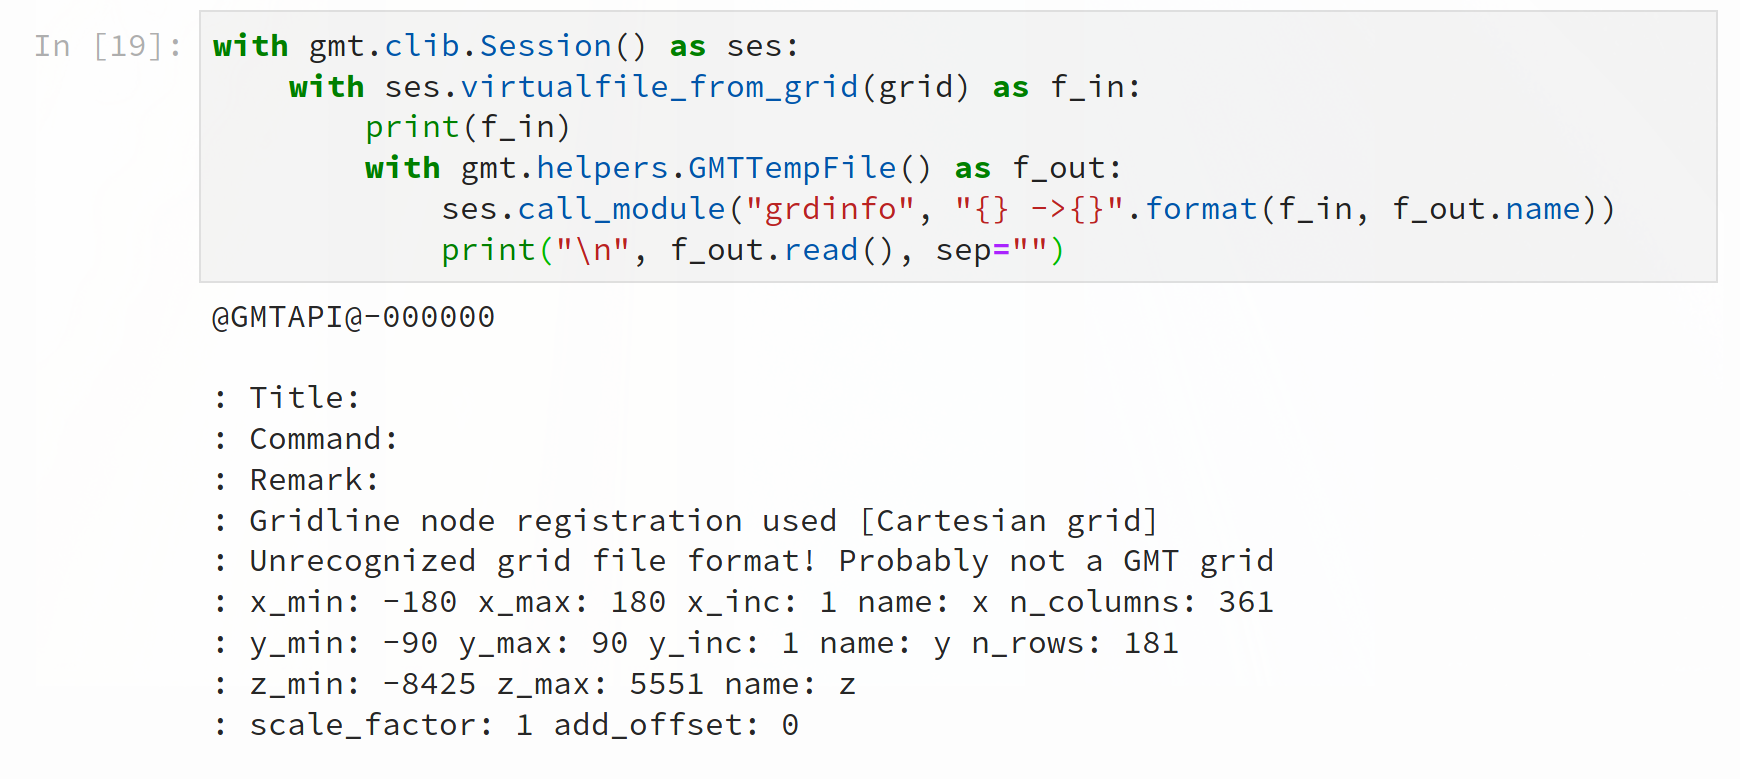 In [19]: with gmt.clib.Session() as ses:
    with ses.virtualfile_from_grid(grid) as f_in:
        print(f_in)
        with gmt.helpers.GMTTempFile() as f_out:
            ses.call_module("grdinfo", "{} ->{}".format(f_in, f_out.name))
            print("\n", f_out.read(), sep="")
@GMTAPI@-000000
: Title:
: Command:
: Remark:
: Gridline node registration used [Cartesian grid]
: Unrecognized grid file format! Probably not a GMT grid
: x_min: -180 x_max: 180 x_inc: 1 name: x n_columns: 361
: y_min: -90 y_max: 90 y_inc: 1 name: y n_rows: 181
: z_min: -8425 z_max: 5551 name: z
: scale_factor: 1 add_offset: 0